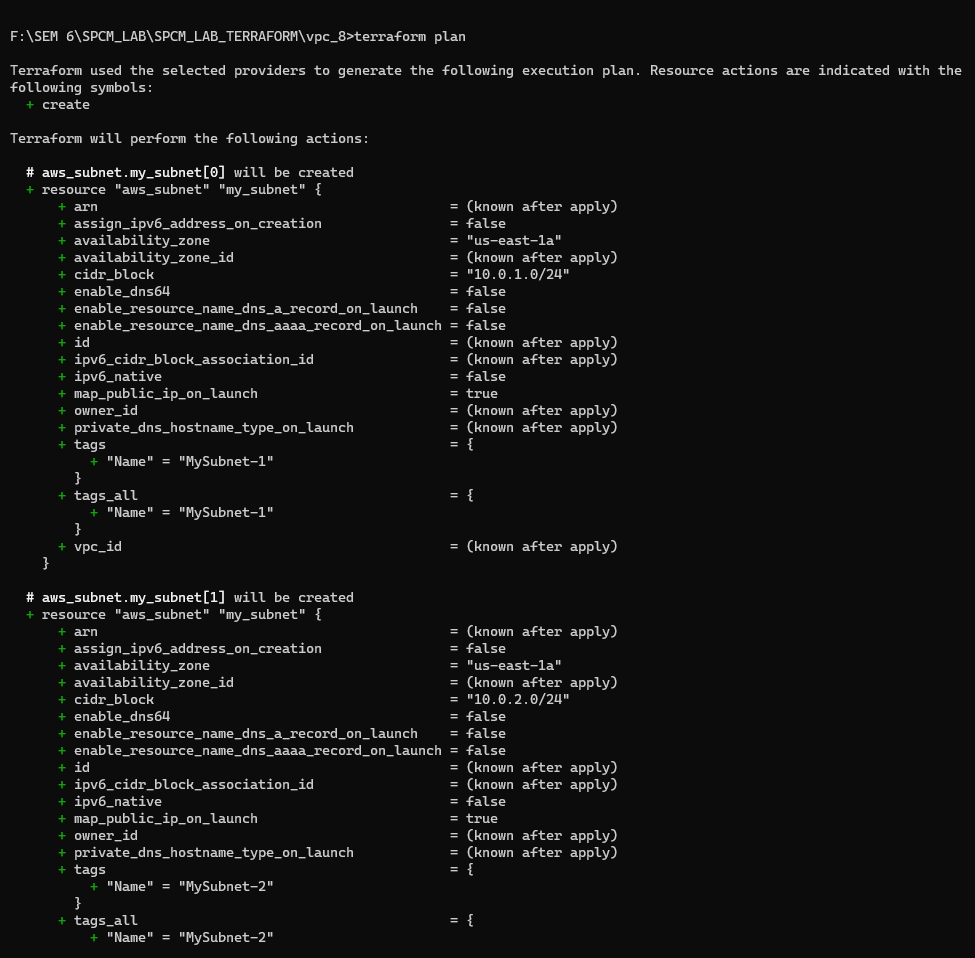 F:\SEM 6\SPCM_LAB\SPCM_LAB_TERRAFORM\vpc_8>terraform plan

Terraform used the selected providers to generate the following execution plan. Resource actions are indicated with the
following symbols:
  + create

Terraform will perform the following actions:

  # aws_subnet.my_subnet[0] will be created
  + resource "aws_subnet" "my_subnet" {
      + arn                                            = (known after apply)
      + assign_ipv6_address_on_creation                = false
      + availability_zone                              = "us-east-1a"
      + availability_zone_id                           = (known after apply)
      + cidr_block                                     = "10.0.1.0/24"
      + enable_dns64                                   = false
      + enable_resource_name_dns_a_record_on_launch    = false
      + enable_resource_name_dns_aaaa_record_on_launch = false
      + id                                             = (known after apply)
      + ipv6_cidr_block_association_id                 = (known after apply)
      + ipv6_native                                    = false
      + map_public_ip_on_launch                        = true
      + owner_id                                       = (known after apply)
      + private_dns_hostname_type_on_launch            = (known after apply)
      + tags                                           = {
          + "Name" = "MySubnet-1"
        }
      + tags_all                                       = {
          + "Name" = "MySubnet-1"
        }
      + vpc_id                                         = (known after apply)
    }

  # aws_subnet.my_subnet[1] will be created
  + resource "aws_subnet" "my_subnet" {
      + arn                                            = (known after apply)
      + assign_ipv6_address_on_creation                = false
      + availability_zone                              = "us-east-1a"
      + availability_zone_id                           = (known after apply)
      + cidr_block                                     = "10.0.2.0/24"
      + enable_dns64                                   = false
      + enable_resource_name_dns_a_record_on_launch    = false
      + enable_resource_name_dns_aaaa_record_on_launch = false
      + id                                             = (known after apply)
      + ipv6_cidr_block_association_id                 = (known after apply)
      + ipv6_native                                    = false
      + map_public_ip_on_launch                        = true
      + owner_id                                       = (known after apply)
      + private_dns_hostname_type_on_launch            = (known after apply)
      + tags                                           = {
          + "Name" = "MySubnet-2"
        }
      + tags_all                                       = {
          + "Name" = "MySubnet-2"